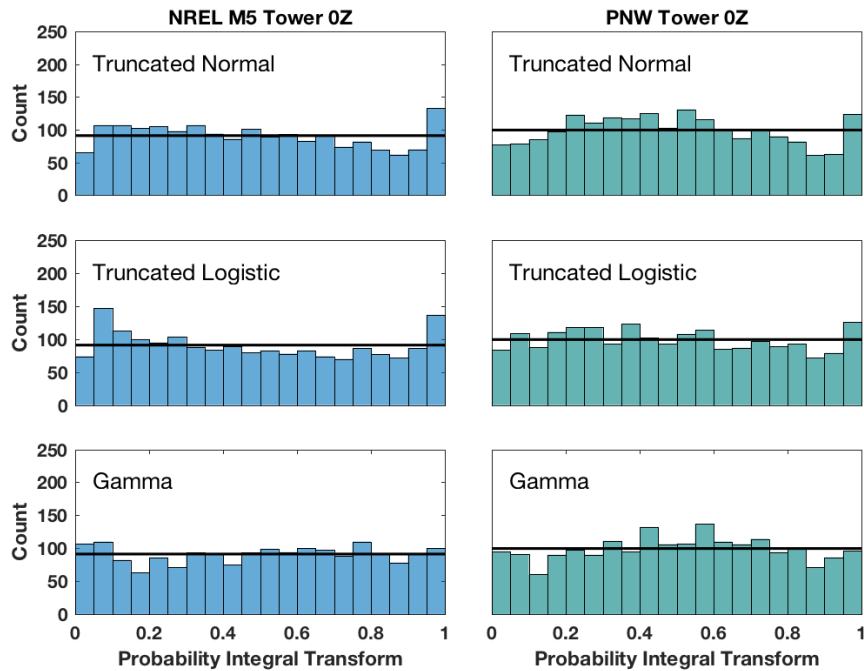 NREL M5 Tower 0Z
PNW Tower 0Z
250
200
150
100
50
0
Count
Truncated Normal
Truncated Normal
250
200
150
100
50
0
Count
Truncated Logistic
Truncated Logistic
250
200
150
100
50
0
Count
Gamma
Gamma
0 0.2 0.4 0.6 0.8 1
0 0.2 0.4 0.6 0.8 1
Probability Integral Transform
Probability Integral Transform